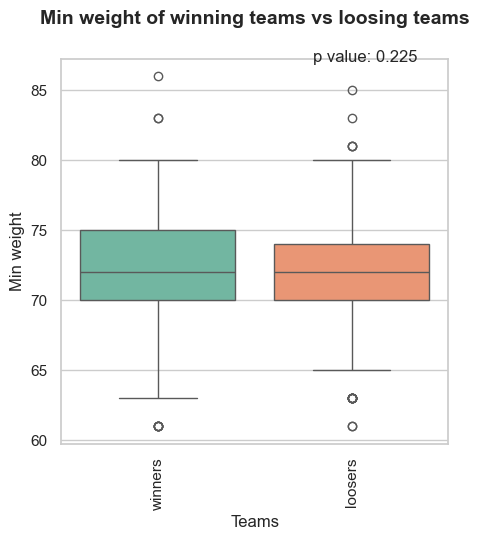 Min weight of winning teams vs loosing teams
p value: 0.225
85
80
75
70
65
60
Min weight
winners
loosers
Teams